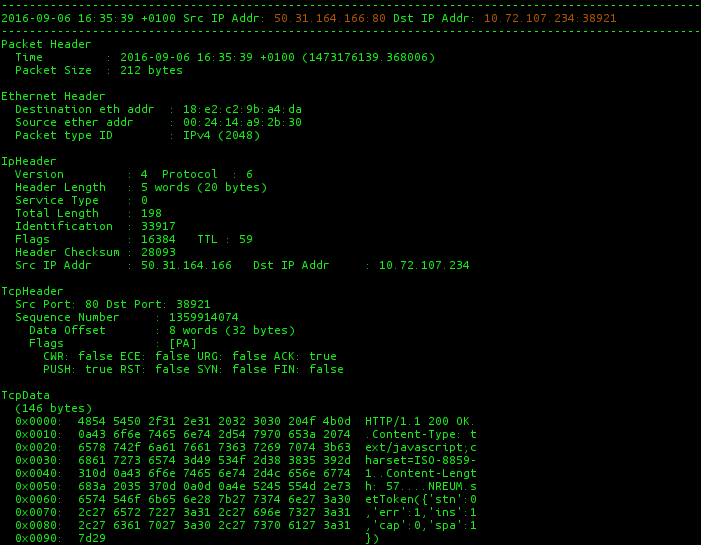 2016-09-06 16:35:39 +0100 Src IP Addr: 50.31.164.166:80 Dst IP Addr: 10.72.107.234:38921
Packet Header
Time : 2016-09-06 16:35:39 +0100 (1473176139.368006)
Packet Size : 212 bytes
Ethernet Header
Destination eth addr : 18:e2:c2:9b:a4:da
Source ether addr : 00:24:14:a9:2b:30
Packet type ID : IPv4 (2048)
IpHeader
Version : 4 Protocol : 6
Header Length : 5 words (20 bytes)
Service Type : 0
Total Length : 198
Identification : 33917
Flags : 16384 TTL : 59
Header Checksum : 28093
Src IP Addr : 50.31.164.166 Dst IP Addr : 10.72.107.234
TcpHeader
Src Port: 80 Dst Port: 38921
Sequence Number : 1359914074
Data Offset : 8 words (32 bytes)
Flags : [PA]
CWR: false ECE: false URG: false ACK: true
PUSH: true RST: false SYN: false FIN: false
TcpData
(146 bytes)
0x0000: 4854 5450 2f31 2e31 2032 3030 204f 4b0d HTTP/1.1 200 OK.
0x0010: 0a43 6f6e 7465 6e74 2d54 7970 653a 2074 .Content-Type: t
0x0020: 6578 742f 6a61 7661 7363 7269 7074 3b63 ext/javascript;c
0x0030: 6861 7273 6574 3d49 534f 2d38 3835 392d harset=ISO-8859-
0x0040: 310d 0a43 6f6e 7465 6e74 2d4c 656e 6774 1..Content-Lengt
0x0050: 683a 2035 370d 0a0d 0a4e 5245 554d 2e73 h: 57....NREUM.s
0x0060: 6574 546f 6b65 6e28 7b27 7374 6e27 3a30 etToken({'stn':0
0x0070: 2c27 6572 7227 3a31 2c27 696e 7327 3a31 ,'err':1,'ins':1
0x0080: 2c27 6361 7027 3a30 2c27 7370 6127 3a31 ,'cap':0,'spa':1
0x0090: 7d29 })